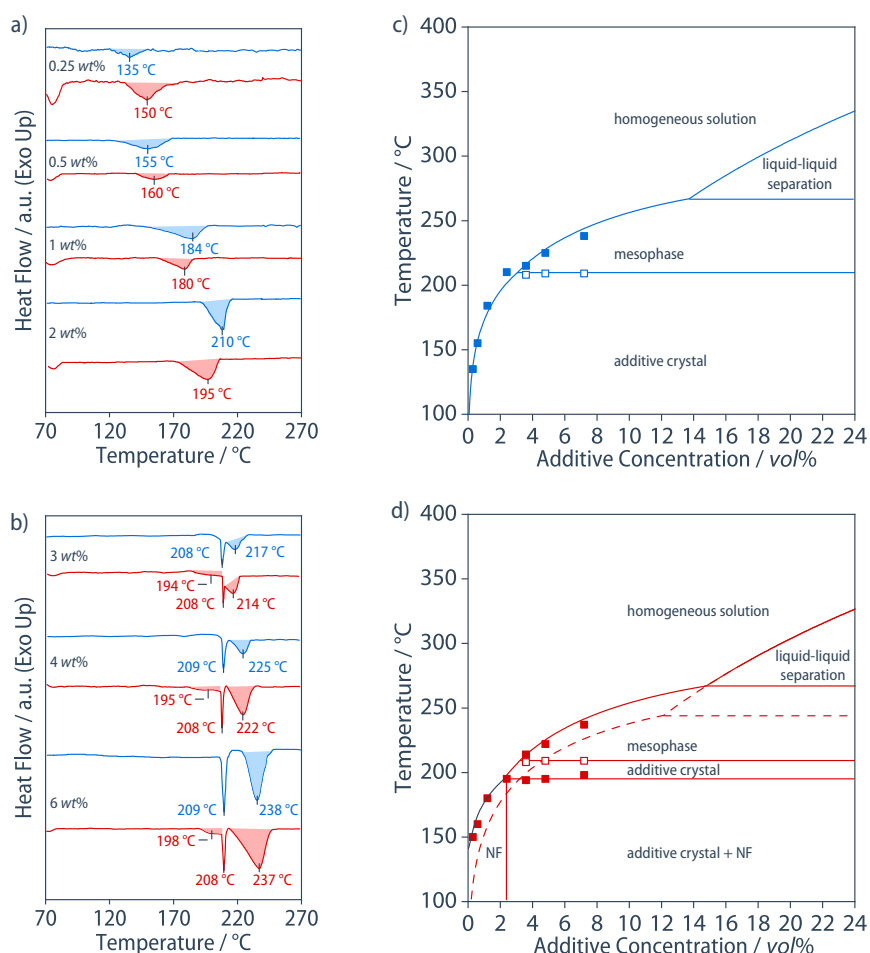 a)
0.25 wt%
135 °C
150 °C
0.5 wt%
155 °C
160 °C
1 wt%
184 °C
180 °C
2 wt%
210 °C
195 °C
Heat Flow / a.u. (Exo Up)
70 120 170 220 270
Temperature / °C
c)
400
350
300
250
200
150
100
Temperature / °C
homogeneous solution
liquid-liquid
separation
mesophase
additive crystal
0 2 4 6 8 10 12 14 16 18 20 22 24
Additive Concentration / vol%
b)
3 wt%
208 °C 217 °C
194 °C
208 °C 214 °C
4 wt%
209 °C 225 °C
195 °C
208 °C 222 °C
6 wt%
209 °C 238 °C
198 °C
208 °C 237 °C
Heat Flow / a.u. (Exo Up)
70 120 170 220 270
Temperature / °C
d)
400
350
300
250
200
150
100
Temperature / °C
homogeneous solution
liquid-liquid
separation
mesophase
additive crystal
NF
additive crystal + NF
0 2 4 6 8 10 12 14 16 18 20 22 24
Additive Concentration / vol%